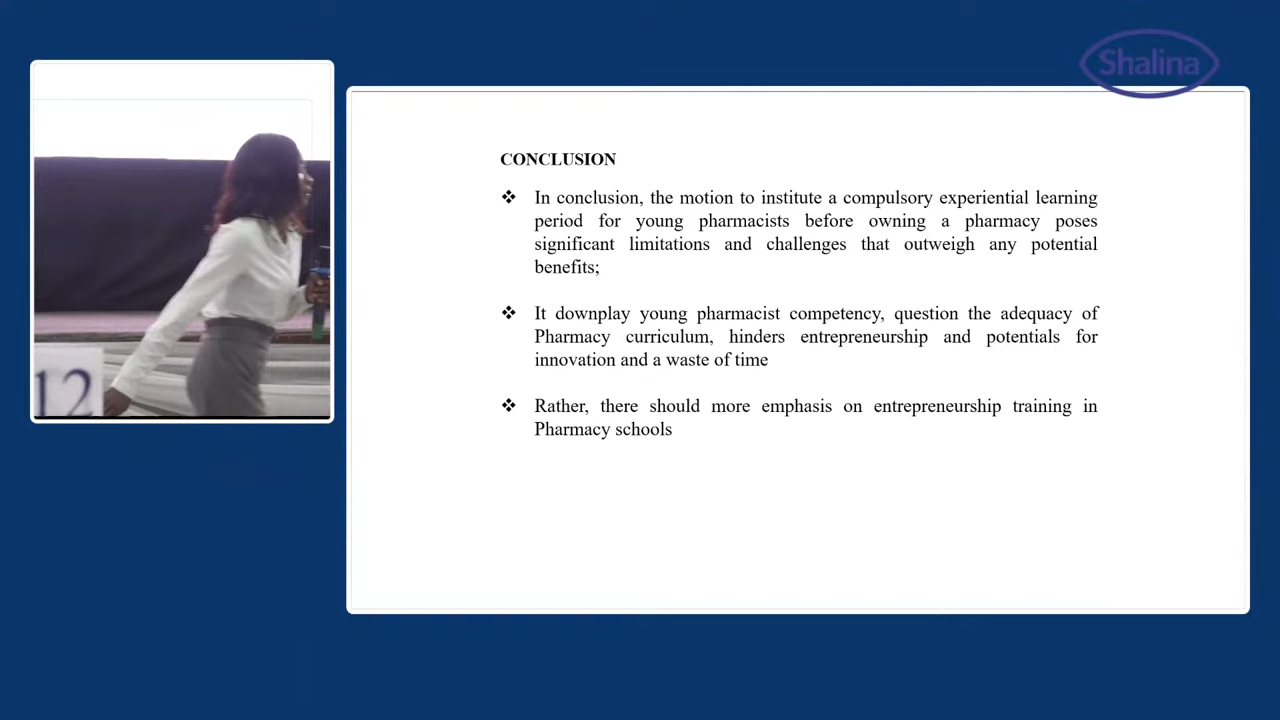 Shalina
CONCLUSION
❖ In conclusion, the motion to institute a compulsory experiential learning
period for young pharmacists before owning a pharmacy poses
significant limitations and challenges that outweigh any potential
benefits;
❖ It downplay young pharmacist competency, question the adequacy of
Pharmacy curriculum, hinders entrepreneurship and potentials for
innovation and a waste of time
❖ Rather, there should more emphasis on entrepreneurship training in
Pharmacy schools
12